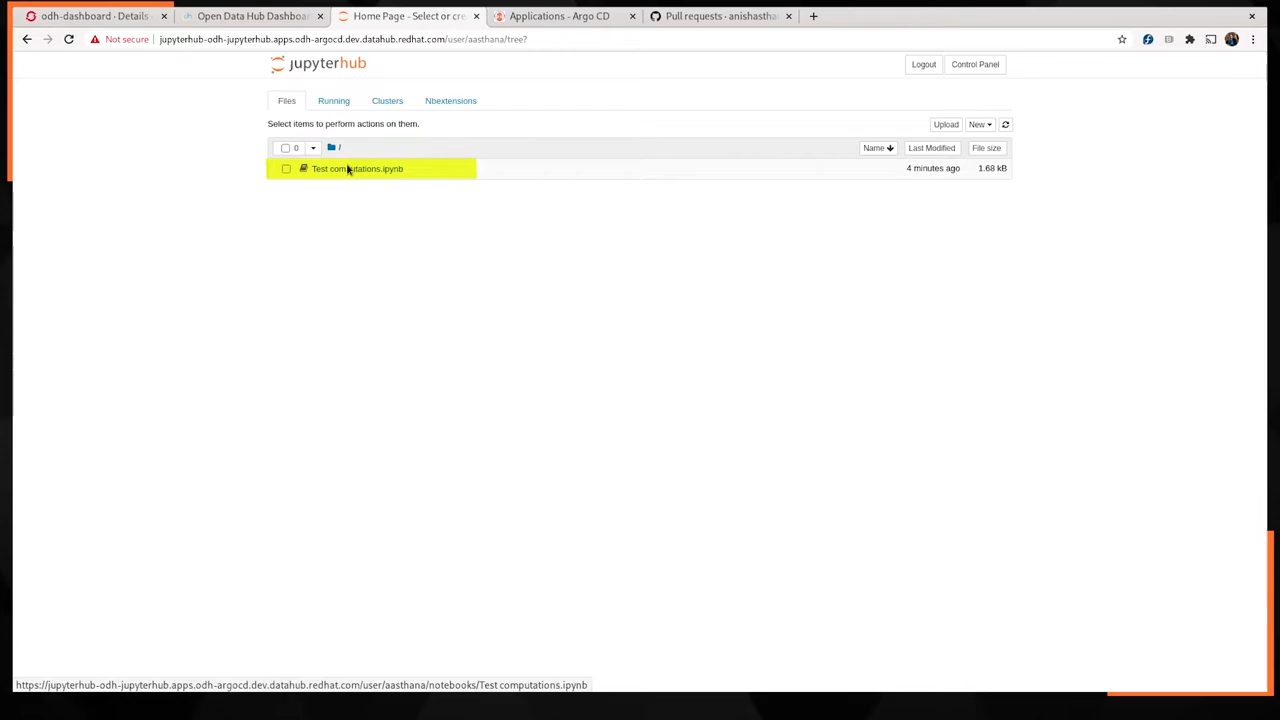 odh-dashboard · Details
Open Data Hub Dashboar
Home Page - Select or cre
Applications - Argo CD
Pull requests · anishastha
Not secure
jupyterhub-odh-jupyterhub.apps.odh-argocd.dev.datahub.redhat.com/user/aasthana/tree?
jupyterhub
Logout
Control Panel
Files
Running
Clusters
Nbextensions
Select items to perform actions on them.
Upload
New
0
/
Name
Last Modified
File size
Test computations.ipynb
4 minutes ago
1.68 kB
https://jupyterhub-odh-jupyterhub.apps.odh-argocd.dev.datahub.redhat.com/user/aasthana/notebooks/Test computations.ipynb